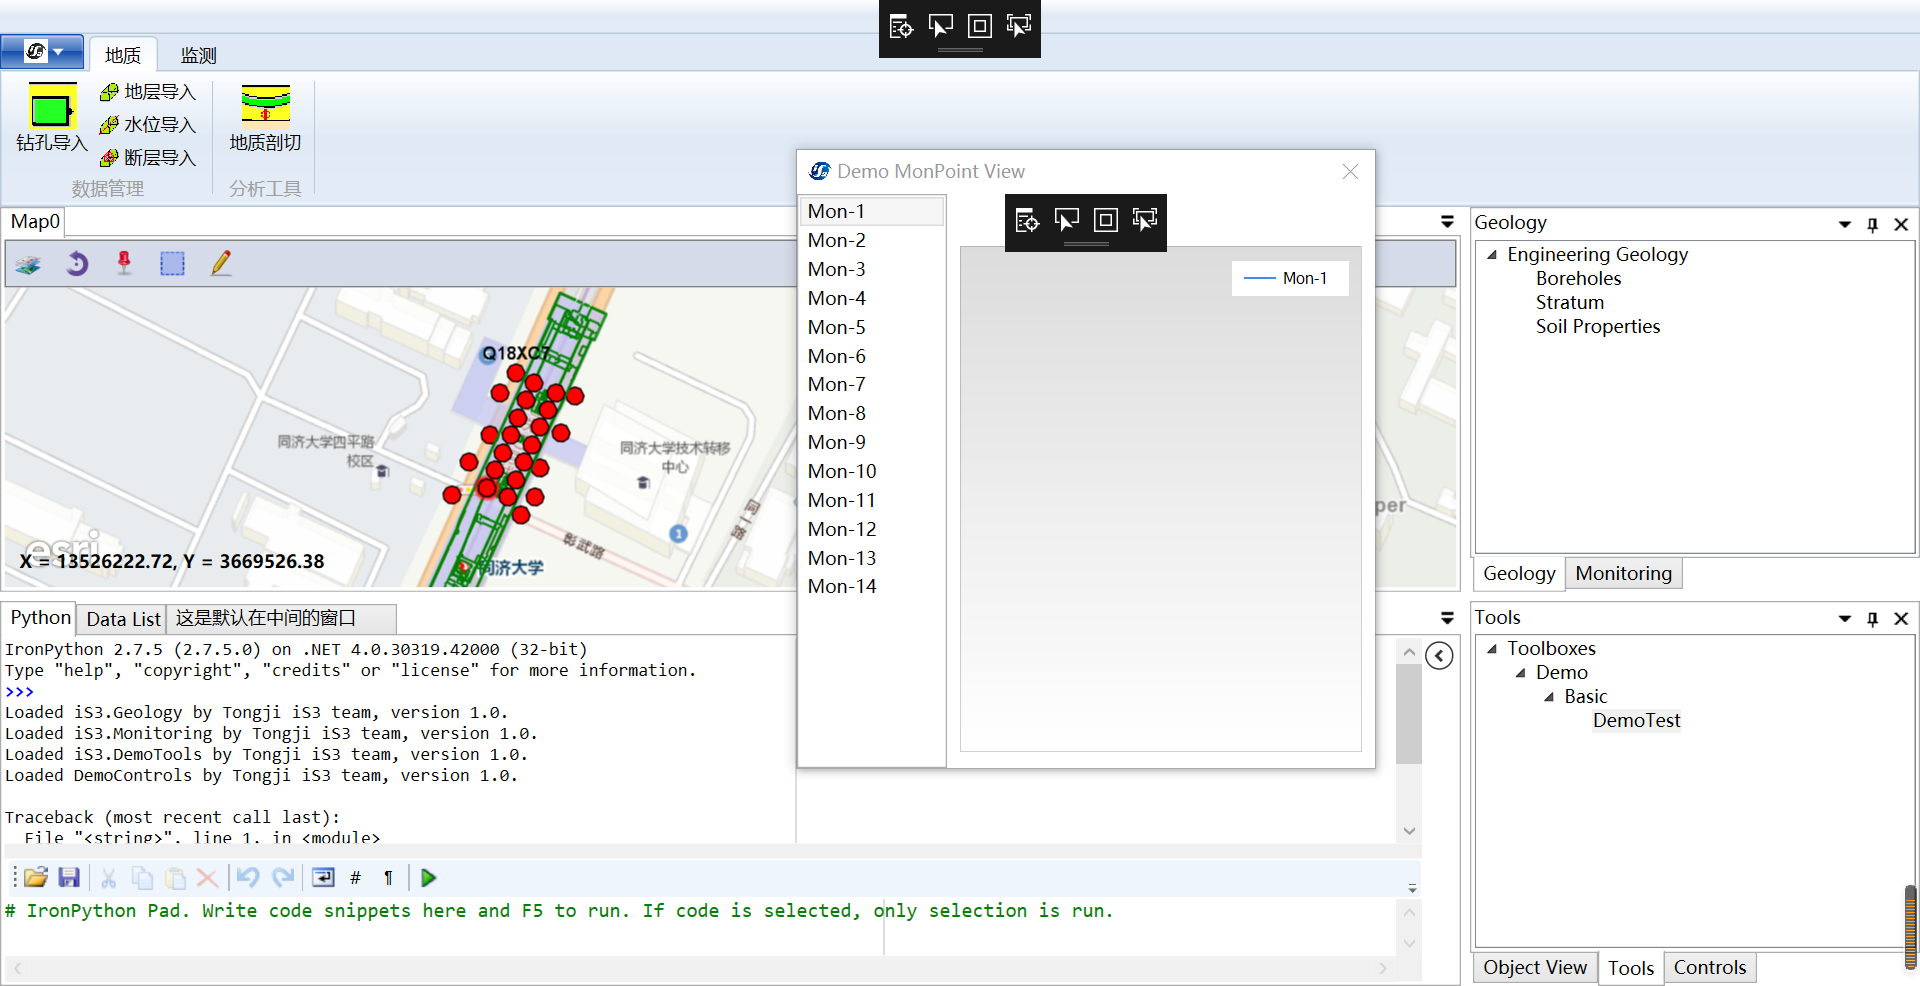 地质
监测
钻孔导入
地层导入
水位导入
断层导入
数据管理
地质剖切
分析工具
Map0
Q18XC7
同济大学四平路
校区
同济大学技术转移
中心
彰武路
同济大学
esri
X = 13526222.72, Y = 3669526.38
Demo MonPoint View
Mon-1
Mon-2
Mon-3
Mon-4
Mon-5
Mon-6
Mon-7
Mon-8
Mon-9
Mon-10
Mon-11
Mon-12
Mon-13
Mon-14
Mon-1
Geology
Engineering Geology
Boreholes
Stratum
Soil Properties
Geology
Monitoring
Python
Data List
这是默认在中间的窗口
IronPython 2.7.5 (2.7.5.0) on .NET 4.0.30319.42000 (32-bit)
Type "help", "copyright", "credits" or "license" for more information.
>>>
Loaded iS3.Geology by Tongji iS3 team, version 1.0.
Loaded iS3.Monitoring by Tongji iS3 team, version 1.0.
Loaded iS3.DemoTools by Tongji iS3 team, version 1.0.
Loaded DemoControls by Tongji iS3 team, version 1.0.
Traceback (most recent call last):
File "<string>", line 1, in <module>
# ¶
# IronPython Pad. Write code snippets here and F5 to run. If code is selected, only selection is run.
Tools
Toolboxes
Demo
Basic
DemoTest
Object View
Tools
Controls